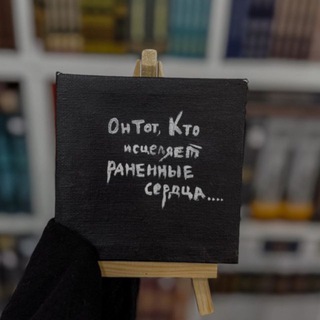 Он Тот, Кто
исцеляет
РАНЕННЫЕ
сердца....